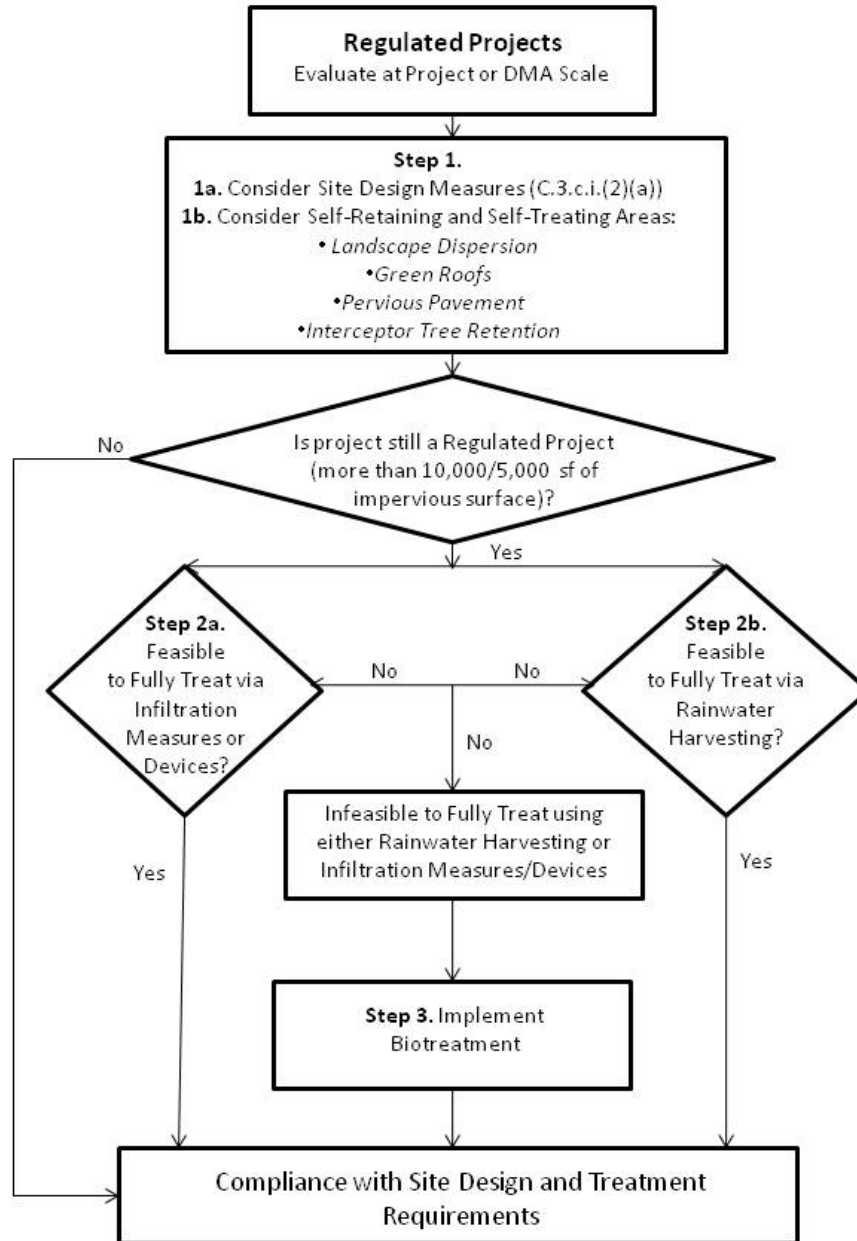 Regulated Projects
Evaluate at Project or DMA Scale
Step 1.
1a. Consider Site Design Measures (C.3.c.i.(2)(a))
1b. Consider Self-Retaining and Self-Treating Areas:
• Landscape Dispersion
•Green Roofs
•Pervious Pavement
•Interceptor Tree Retention
No
Is project still a Regulated Project
(more than 10,000/5,000 sf of
impervious surface)?
Yes
Step 2a.
Feasible
to Fully Treat via
Infiltration
Measures or
Devices?
No
No
Step 2b.
Feasible
to Fully Treat via
Rainwater
Harvesting?
No
Infeasible to Fully Treat using
either Rainwater Harvesting or
Infiltration Measures/Devices
Yes
Yes
Step 3. Implement
Biotreatment
Compliance with Site Design and Treatment
Requirements